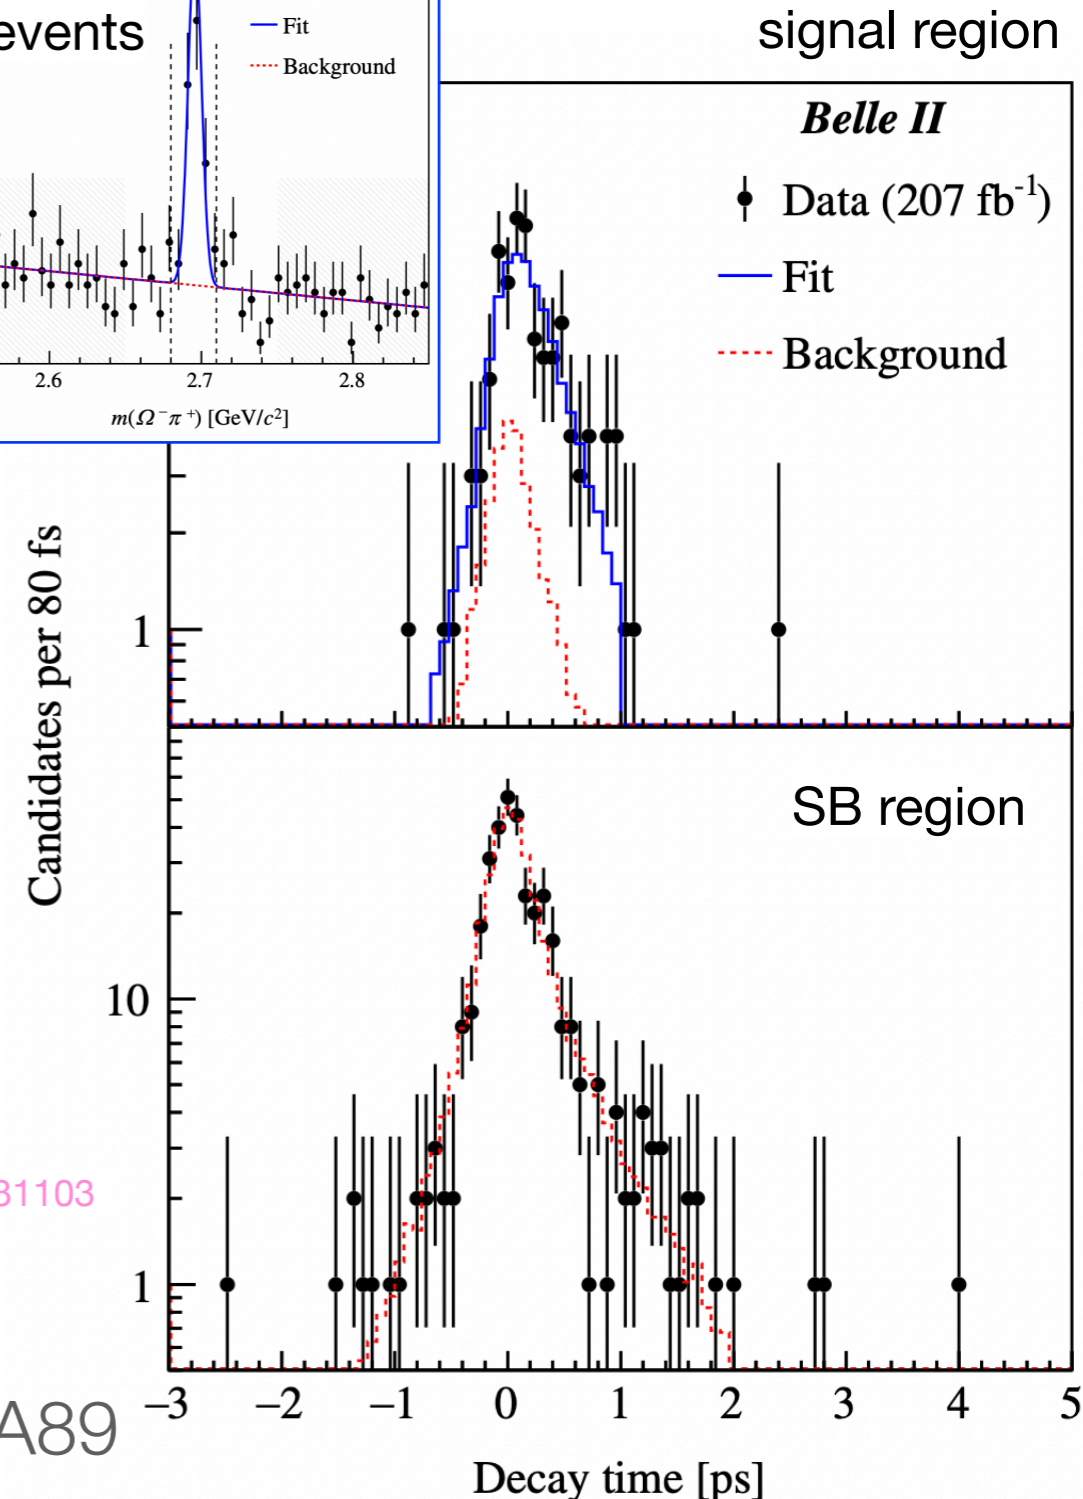 events
signal region
Fit
Background
2.6
2.7
2.8
m(Ω⁻π⁺) [GeV/c²]
Belle II
Data (207 fb⁻¹)
Fit
Background
Candidates per 80 fs
1
SB region
10
1
31103
−3
−2
−1
0
1
2
3
4
5
A89
Decay time [ps]